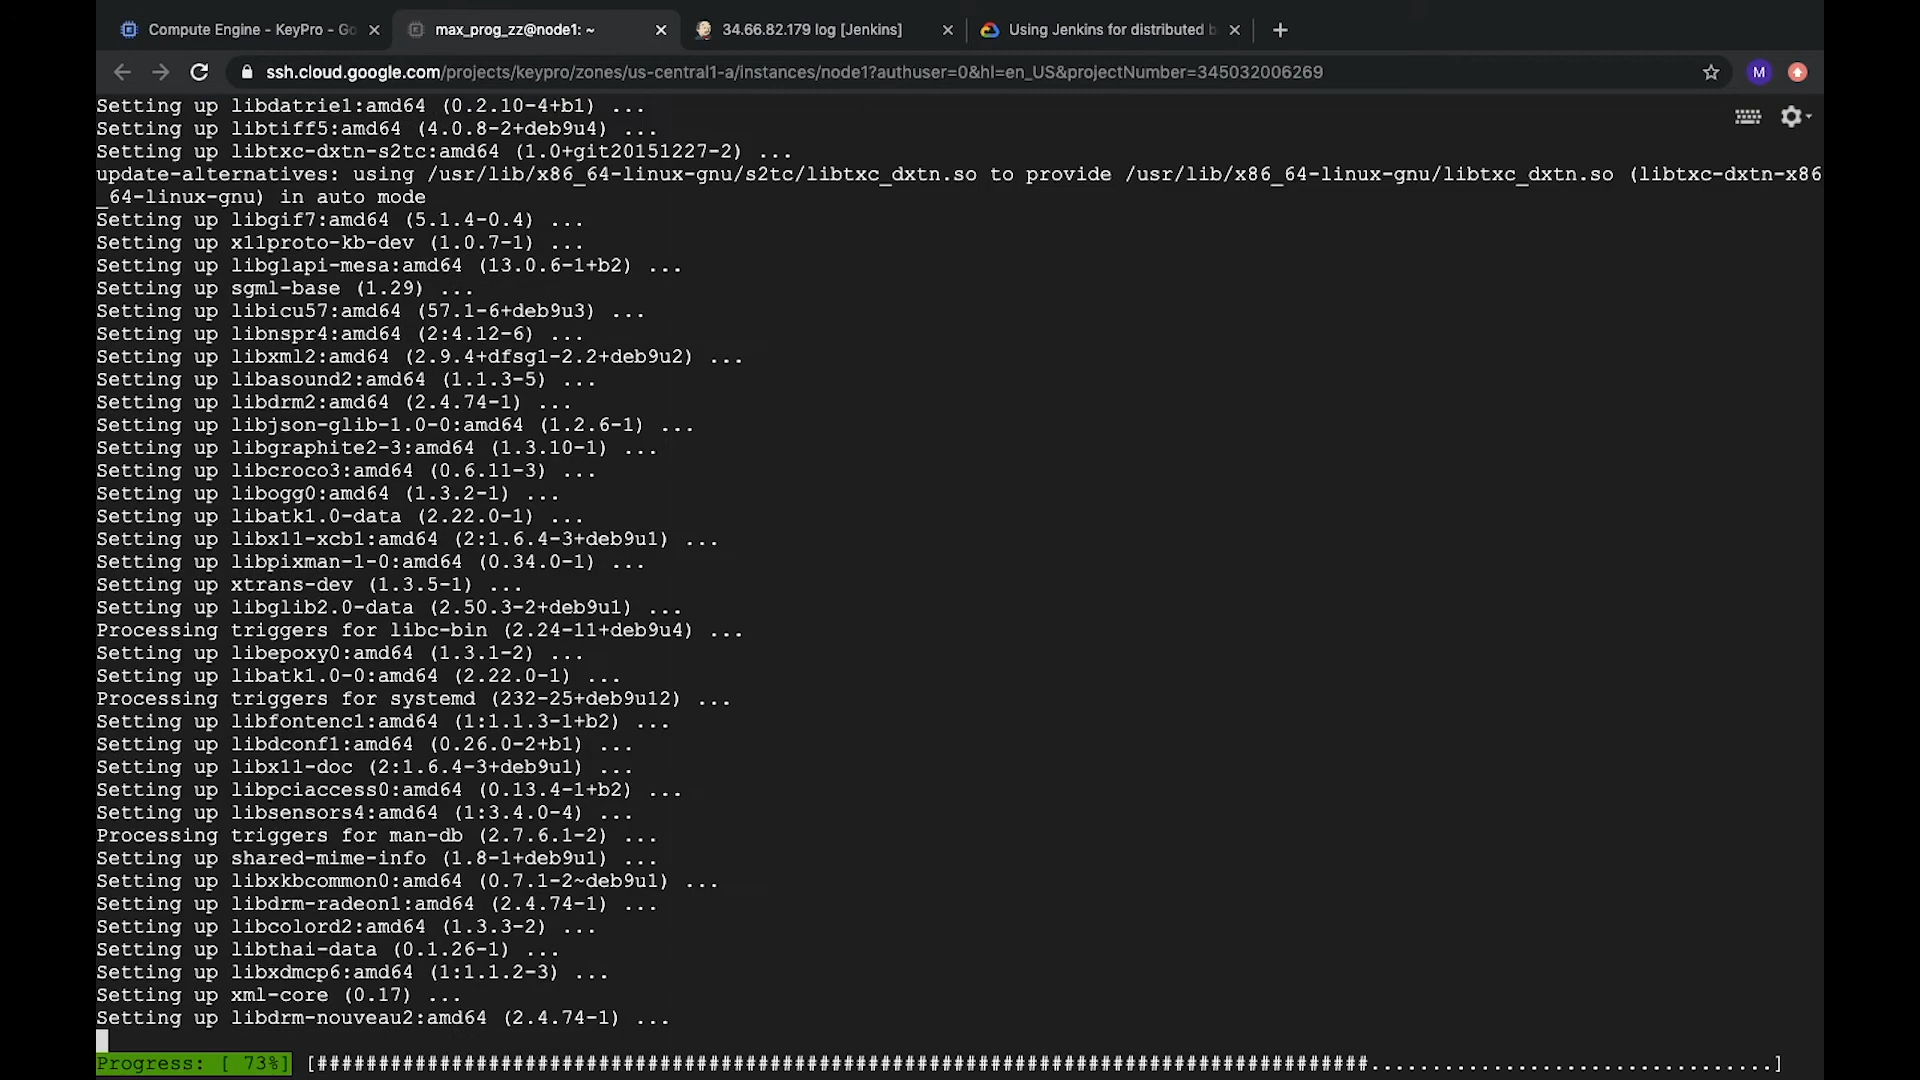 Compute Engine - KeyPro - Go
max_prog_zz@node1: ~
34.66.82.179 log [Jenkins]
Using Jenkins for distributed b
ssh.cloud.google.com/projects/keypro/zones/us-central1-a/instances/node1?authuser=0&hl=en_US&projectNumber=345032006269
M
Setting up libdatrie1:amd64 (0.2.10-4+b1) ...
Setting up libtiff5:amd64 (4.0.8-2+deb9u4) ...
Setting up libtxc-dxtn-s2tc:amd64 (1.0+git20151227-2) ...
update-alternatives: using /usr/lib/x86_64-linux-gnu/s2tc/libtxc_dxtn.so to provide /usr/lib/x86_64-linux-gnu/libtxc_dxtn.so (libtxc-dxtn-x86
_64-linux-gnu) in auto mode
Setting up libgif7:amd64 (5.1.4-0.4) ...
Setting up x11proto-kb-dev (1.0.7-1) ...
Setting up libglapi-mesa:amd64 (13.0.6-1+b2) ...
Setting up sgml-base (1.29) ...
Setting up libicu57:amd64 (57.1-6+deb9u3) ...
Setting up libnspr4:amd64 (2:4.12-6) ...
Setting up libxml2:amd64 (2.9.4+dfsg1-2.2+deb9u2) ...
Setting up libasound2:amd64 (1.1.3-5) ...
Setting up libdrm2:amd64 (2.4.74-1) ...
Setting up libjson-glib-1.0-0:amd64 (1.2.6-1) ...
Setting up libgraphite2-3:amd64 (1.3.10-1) ...
Setting up libcroco3:amd64 (0.6.11-3) ...
Setting up libogg0:amd64 (1.3.2-1) ...
Setting up libatk1.0-data (2.22.0-1) ...
Setting up libx11-xcb1:amd64 (2:1.6.4-3+deb9u1) ...
Setting up libpixman-1-0:amd64 (0.34.0-1) ...
Setting up xtrans-dev (1.3.5-1) ...
Setting up libglib2.0-data (2.50.3-2+deb9u1) ...
Processing triggers for libc-bin (2.24-11+deb9u4) ...
Setting up libepoxy0:amd64 (1.3.1-2) ...
Setting up libatk1.0-0:amd64 (2.22.0-1) ...
Processing triggers for systemd (232-25+deb9u12) ...
Setting up libfontenc1:amd64 (1:1.1.3-1+b2) ...
Setting up libdconf1:amd64 (0.26.0-2+b1) ...
Setting up libx11-doc (2:1.6.4-3+deb9u1) ...
Setting up libpciaccess0:amd64 (0.13.4-1+b2) ...
Setting up libsensors4:amd64 (1:3.4.0-4) ...
Processing triggers for man-db (2.7.6.1-2) ...
Setting up shared-mime-info (1.8-1+deb9u1) ...
Setting up libxkbcommon0:amd64 (0.7.1-2~deb9u1) ...
Setting up libdrm-radeon1:amd64 (2.4.74-1) ...
Setting up libcolord2:amd64 (1.3.3-2) ...
Setting up libthai-data (0.1.26-1) ...
Setting up libxdmcp6:amd64 (1:1.1.2-3) ...
Setting up xml-core (0.17) ...
Setting up libdrm-nouveau2:amd64 (2.4.74-1) ...
Progress: [ 73%] [######################################################################################.................................]